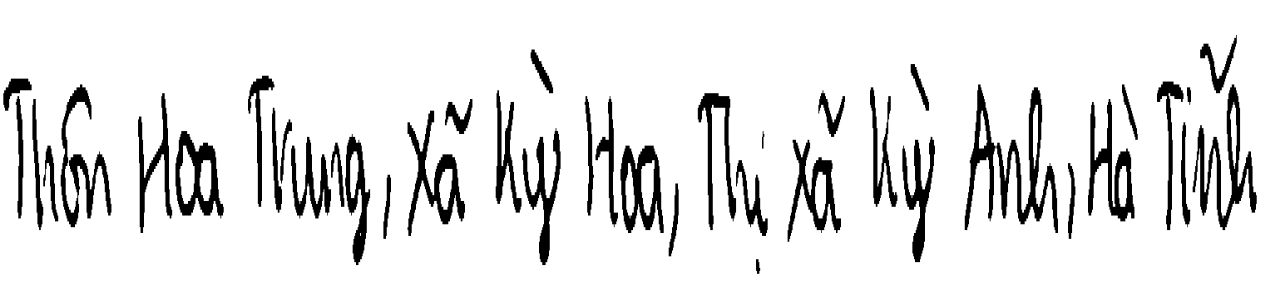 Thôn Hoa Trung, Xã Kỳ Hoa, Thị xã Kỳ Anh, Hà Tĩnh